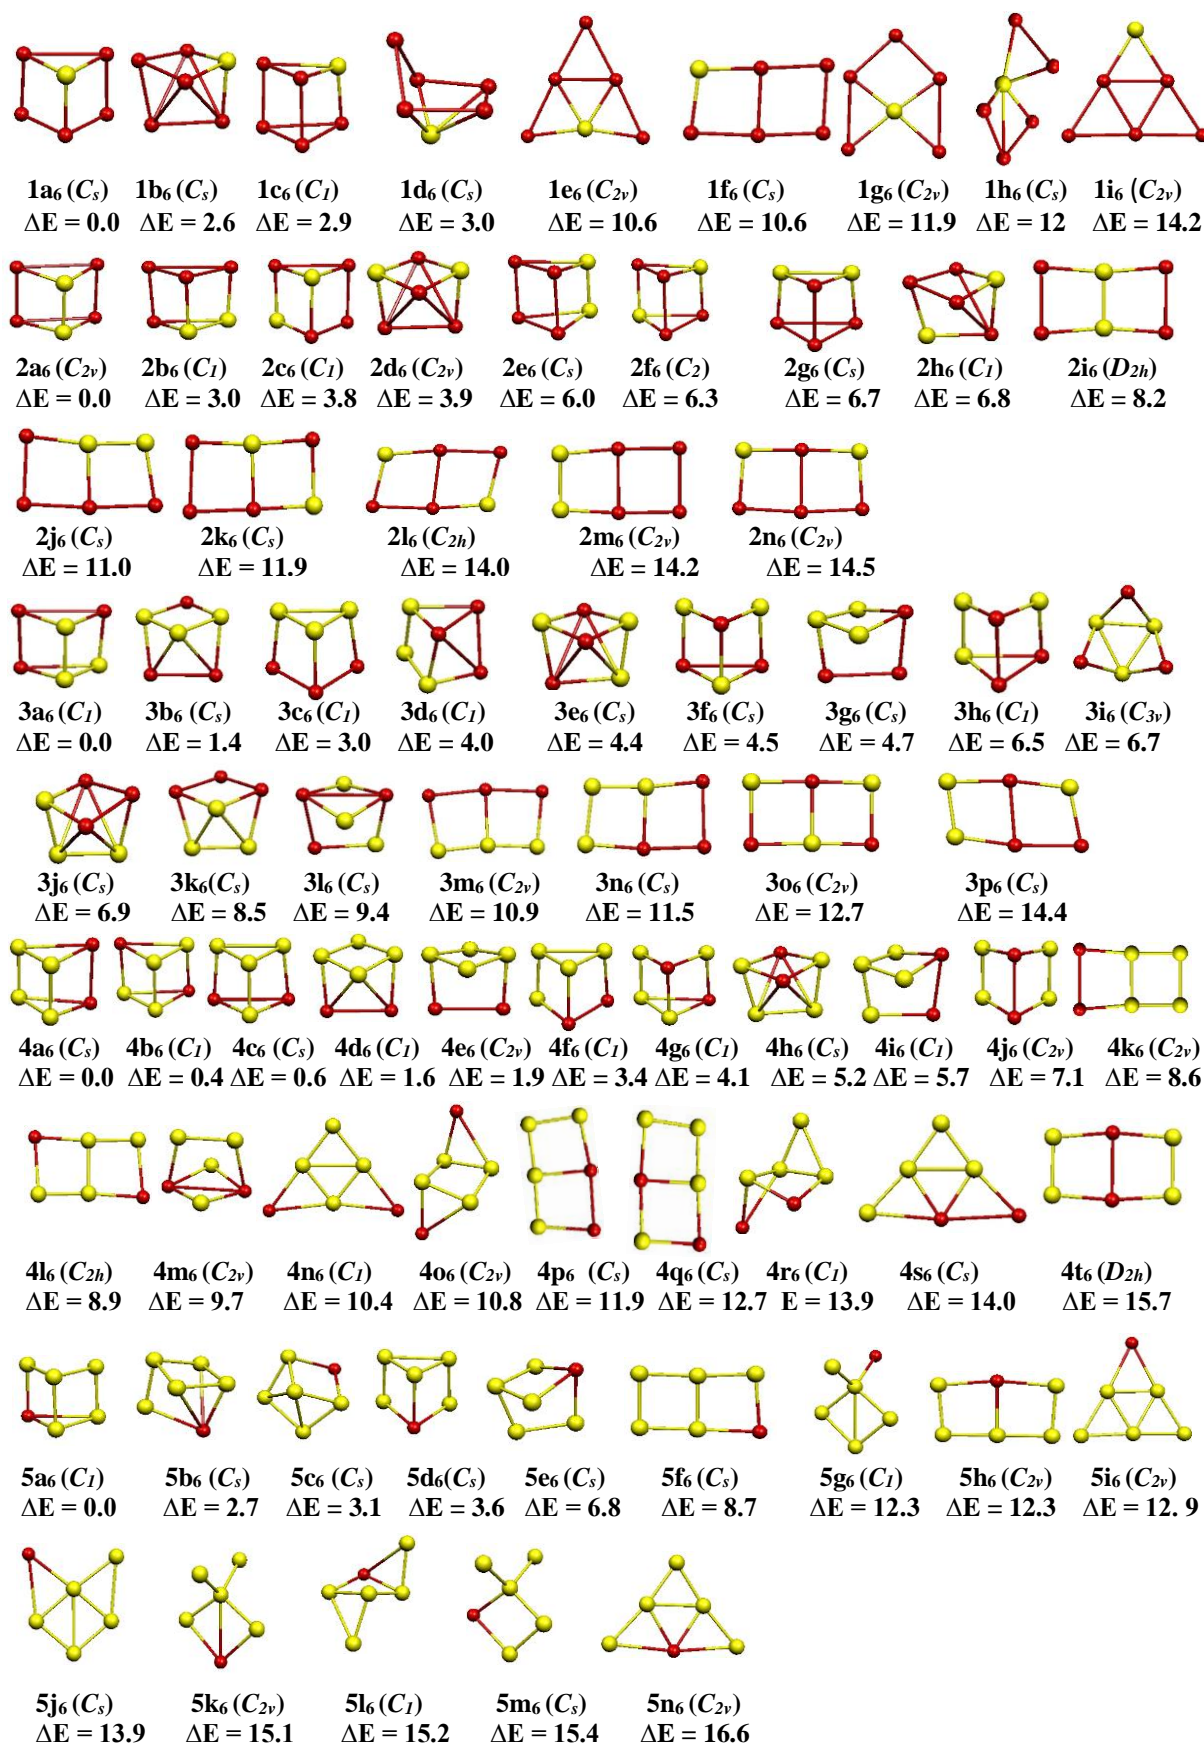 1a₆ (Cₛ) 1b₆ (Cₛ) 1c₆ (C₁) 1d₆ (Cₛ) 1e₆ (C₂ᵥ) 1f₆ (Cₛ) 1g₆ (C₂ᵥ) 1h₆ (Cₛ) 1i₆ (C₂ᵥ)
ΔE = 0.0 ΔE = 2.6 ΔE = 2.9 ΔE = 3.0 ΔE = 10.6 ΔE = 10.6 ΔE = 11.9 ΔE = 12 ΔE = 14.2
2a₆ (C₂ᵥ) 2b₆ (C₁) 2c₆ (C₁) 2d₆ (C₂ᵥ) 2e₆ (Cₛ) 2f₆ (C₂) 2g₆ (Cₛ) 2h₆ (C₁) 2i₆ (D₂ₕ)
ΔE = 0.0 ΔE = 3.0 ΔE = 3.8 ΔE = 3.9 ΔE = 6.0 ΔE = 6.3 ΔE = 6.7 ΔE = 6.8 ΔE = 8.2
2j₆ (Cₛ) 2k₆ (Cₛ) 2l₆ (C₂ₕ) 2m₆ (C₂ᵥ) 2n₆ (C₂ᵥ)
ΔE = 11.0 ΔE = 11.9 ΔE = 14.0 ΔE = 14.2 ΔE = 14.5
3a₆ (C₁) 3b₆ (Cₛ) 3c₆ (C₁) 3d₆ (C₁) 3e₆ (Cₛ) 3f₆ (Cₛ) 3g₆ (Cₛ) 3h₆ (C₁) 3i₆ (C₃ᵥ)
ΔE = 0.0 ΔE = 1.4 ΔE = 3.0 ΔE = 4.0 ΔE = 4.4 ΔE = 4.5 ΔE = 4.7 ΔE = 6.5 ΔE = 6.7
3j₆ (Cₛ) 3k₆(Cₛ) 3l₆ (Cₛ) 3m₆ (C₂ᵥ) 3n₆ (Cₛ) 3o₆ (C₂ᵥ) 3p₆ (Cₛ)
ΔE = 6.9 ΔE = 8.5 ΔE = 9.4 ΔE = 10.9 ΔE = 11.5 ΔE = 12.7 ΔE = 14.4
4a₆ (Cₛ) 4b₆ (C₁) 4c₆ (Cₛ) 4d₆ (C₁) 4e₆ (C₂ᵥ) 4f₆ (C₁) 4g₆ (C₁) 4h₆ (Cₛ) 4i₆ (C₁) 4j₆ (C₂ᵥ) 4k₆ (C₂ᵥ)
ΔE = 0.0 ΔE = 0.4 ΔE = 0.6 ΔE = 1.6 ΔE = 1.9 ΔE = 3.4 ΔE = 4.1 ΔE = 5.2 ΔE = 5.7 ΔE = 7.1 ΔE = 8.6
4l₆ (C₂ₕ) 4m₆ (C₂ᵥ) 4n₆ (C₁) 4o₆ (C₂ᵥ) 4p₆ (Cₛ) 4q₆ (Cₛ) 4r₆ (C₁) 4s₆ (Cₛ) 4t₆ (D₂ₕ)
ΔE = 8.9 ΔE = 9.7 ΔE = 10.4 ΔE = 10.8 ΔE = 11.9 ΔE = 12.7 E = 13.9 ΔE = 14.0 ΔE = 15.7
5a₆ (C₁) 5b₆ (Cₛ) 5c₆ (Cₛ) 5d₆(Cₛ) 5e₆ (Cₛ) 5f₆ (Cₛ) 5g₆ (C₁) 5h₆ (C₂ᵥ) 5i₆ (C₂ᵥ)
ΔE = 0.0 ΔE = 2.7 ΔE = 3.1 ΔE = 3.6 ΔE = 6.8 ΔE = 8.7 ΔE = 12.3 ΔE = 12.3 ΔE = 12. 9
5j₆ (Cₛ) 5k₆ (C₂ᵥ) 5l₆ (C₁) 5m₆ (Cₛ) 5n₆ (C₂ᵥ)
ΔE = 13.9 ΔE = 15.1 ΔE = 15.2 ΔE = 15.4 ΔE = 16.6